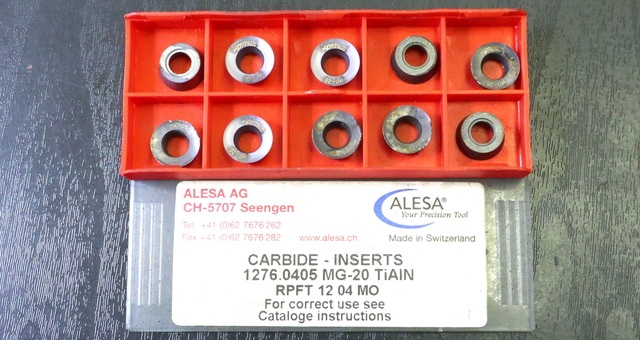 ALESA AG
CH-5707 Seengen
Tel. +41 (0)62 7676 262
Fax +41 (0)62 7676 282
www.alesa.ch
ALESA®
Your Precision Tool
Made in Switzerland
CARBIDE - INSERTS
1276.0405 MG-20 TiAlN
RPFT 12 04 MO
For correct use see
Cataloge instructions